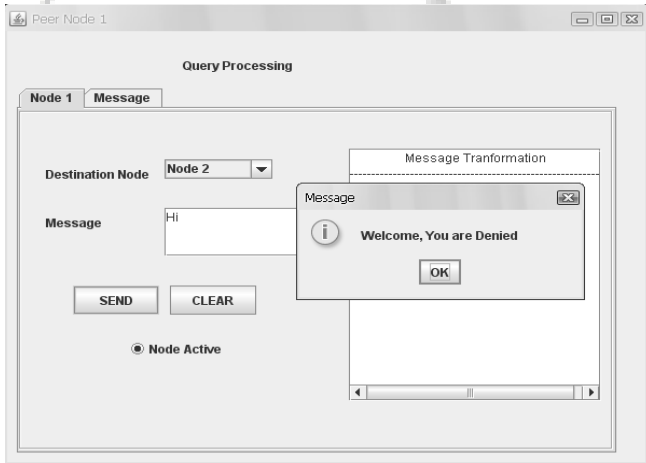 Peer Node 1
Query Processing
Node 1 Message
Message Tranformation
Destination Node Node 2
Message
Message Hi
Welcome, You are Denied
OK
SEND CLEAR
Node Active